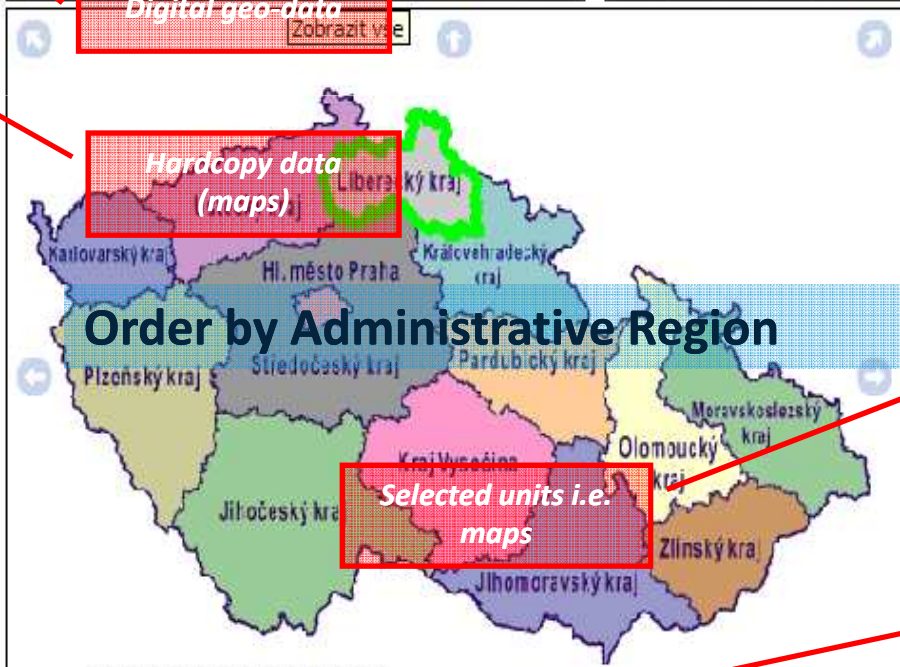 Digital geo-data
Zobrazit vše
Hardcopy data
(maps)
Liberecký kraj
kraj
Karlovarský kraj
Hl. město Praha
Královehradecký
kraj
Order by Administrative Region
Plzeňský kraj
Středočeský kraj
Pardubický kraj
Moravskoslezský
kraj
Olomoucký
kraj
Kraj Vysočina
Selected units i.e.
maps
Jihočeský kraj
Zlínský kraj
Jihomoravský kraj